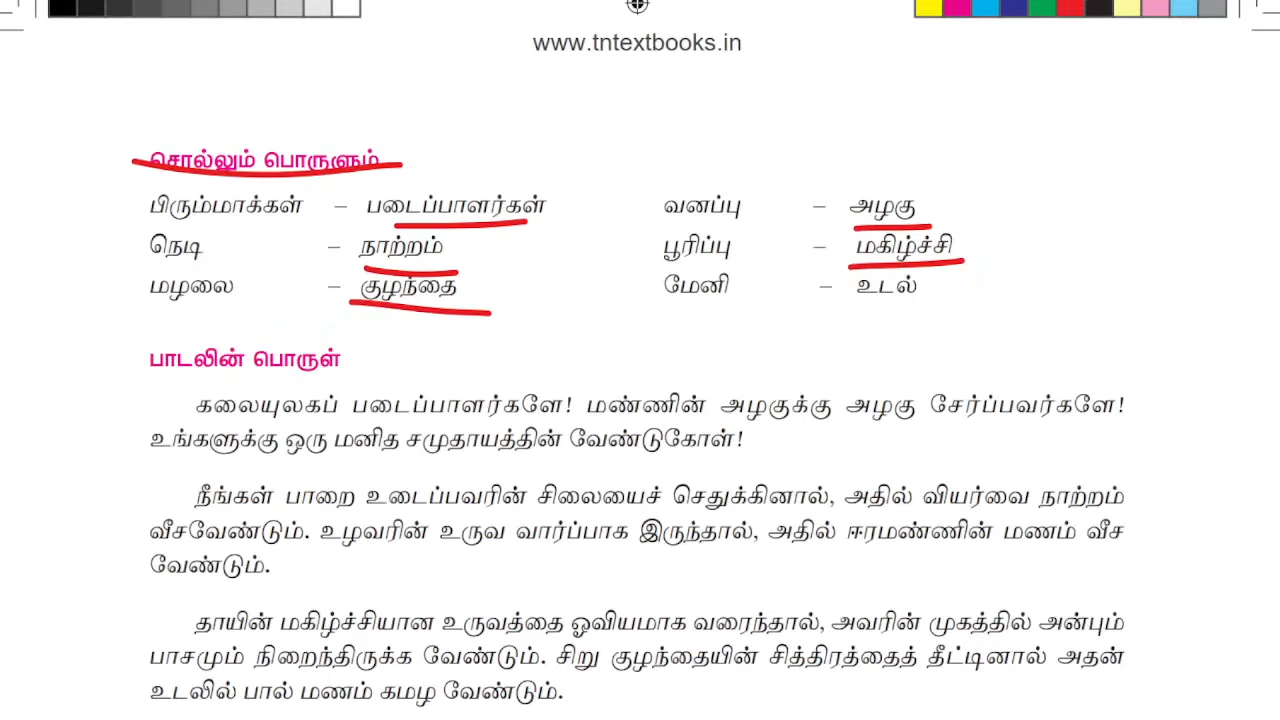 www.tntextbooks.in
சொல்லும் பொருளும்
பிரும்மாக்கள் – படைப்பாளர்கள் வனப்பு – அழகு
நெடி – நாற்றம் பூரிப்பு – மகிழ்ச்சி
மழலை – குழந்தை மேனி – உடல்
பாடலின் பொருள்
கலையுலகப் படைப்பாளர்களே! மண்ணின் அழகுக்கு அழகு சேர்ப்பவர்களே!
உங்களுக்கு ஒரு மனித சமுதாயத்தின் வேண்டுகோள்!
நீங்கள் பாறை உடைப்பவரின் சிலையைச் செதுக்கினால், அதில் வியர்வை நாற்றம்
வீசவேண்டும். உழவரின் உருவ வார்ப்பாக இருந்தால், அதில் ஈரமண்ணின் மணம் வீச
வேண்டும்.
தாயின் மகிழ்ச்சியான உருவத்தை ஓவியமாக வரைந்தால், அவரின் முகத்தில் அன்பும்
பாசமும் நிறைந்திருக்க வேண்டும். சிறு குழந்தையின் சித்திரத்தைத் தீட்டினால் அதன்
உடலில் பால் மணம் கமழ வேண்டும்.